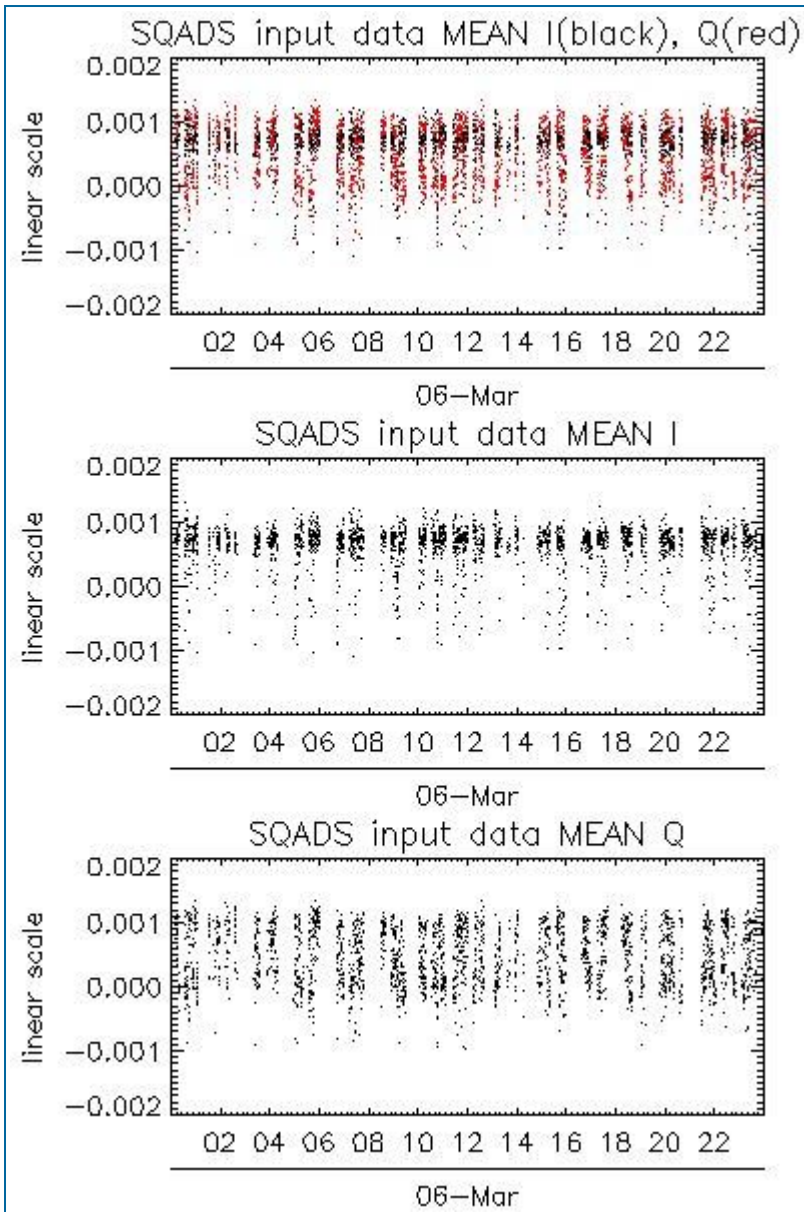 SQADS input data MEAN I(black), Q(red)
0.002
0.001
0.000
−0.001
−0.002
linear scale
02 04 06 08 10 12 14 16 18 20 22
06−Mar
SQADS input data MEAN I
0.002
0.001
0.000
−0.001
−0.002
linear scale
02 04 06 08 10 12 14 16 18 20 22
06−Mar
SQADS input data MEAN Q
0.002
0.001
0.000
−0.001
−0.002
linear scale
02 04 06 08 10 12 14 16 18 20 22
06−Mar